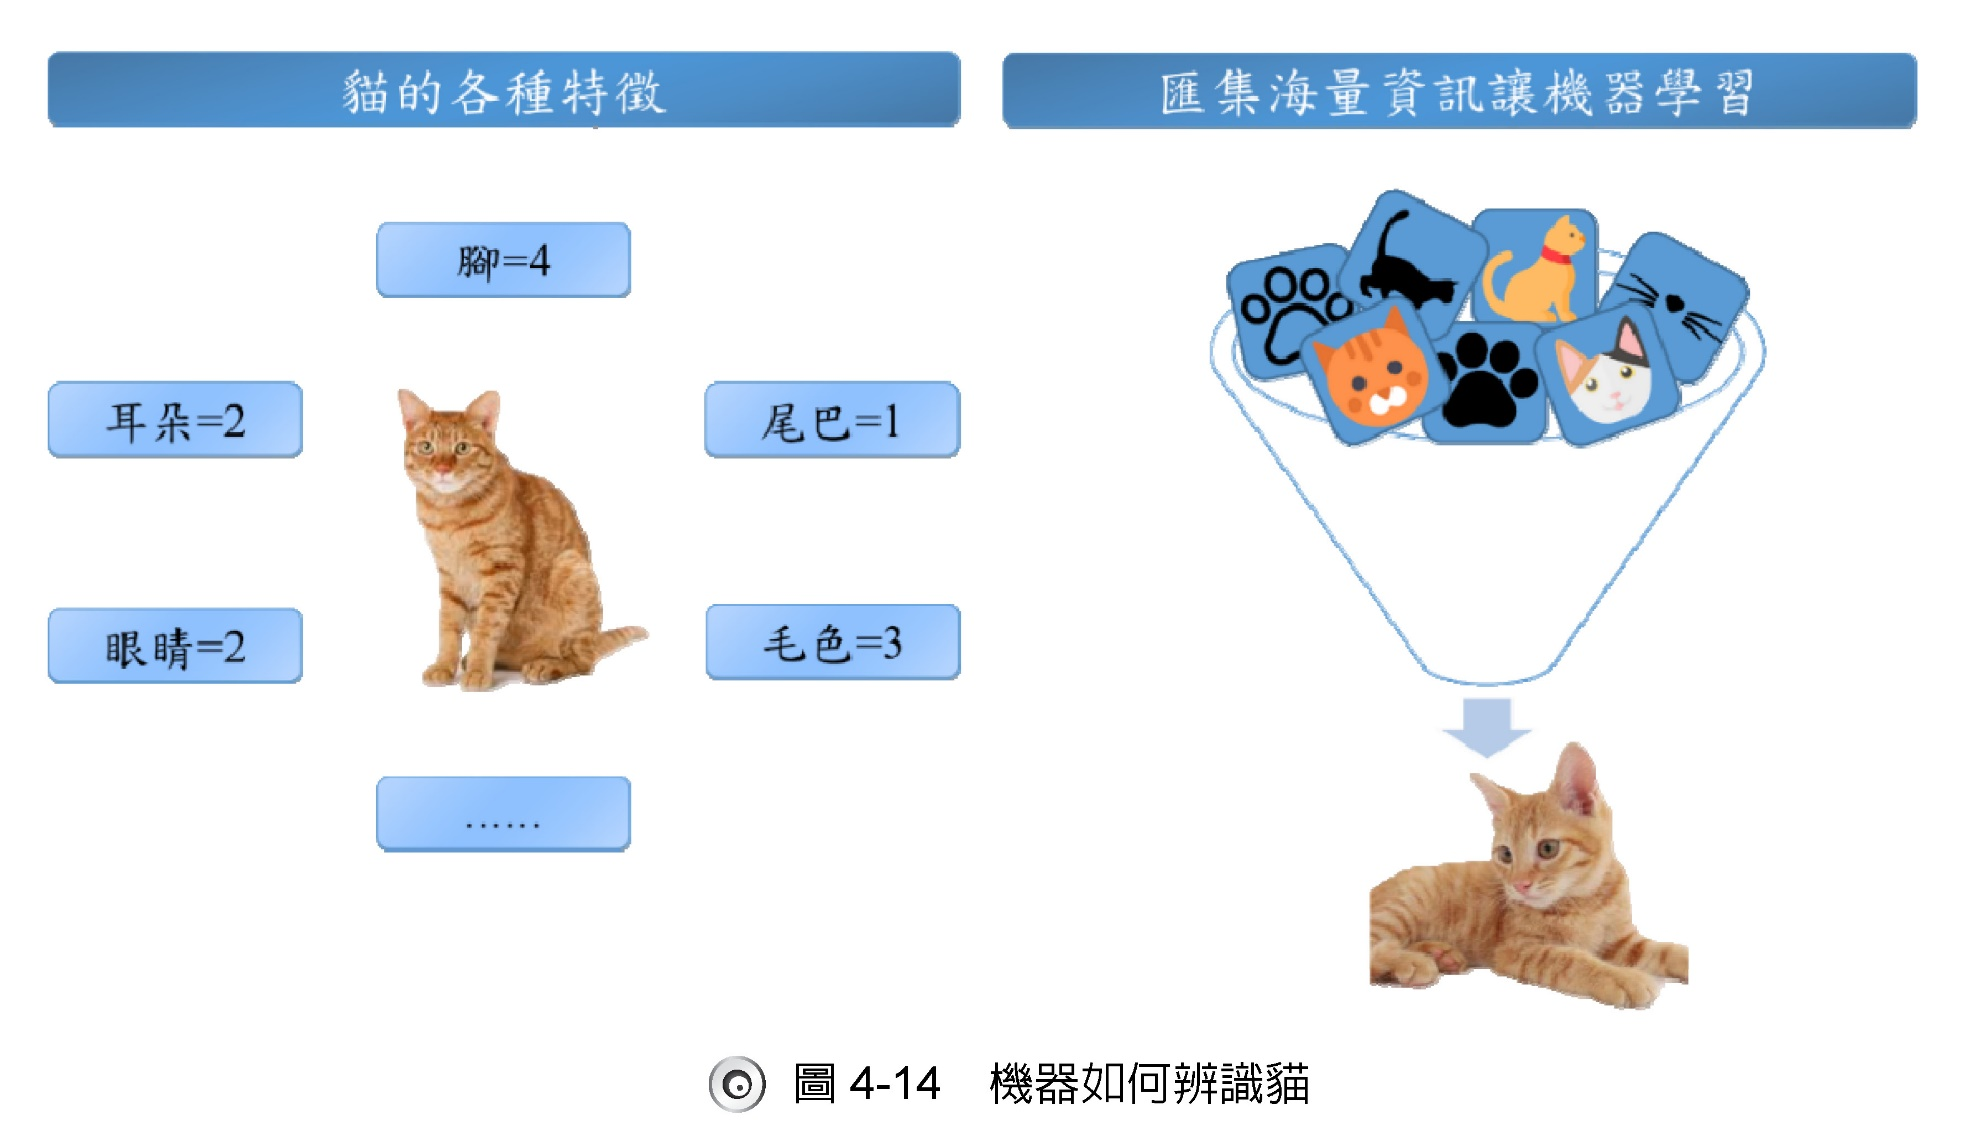 貓的各種特徵
匯集海量資訊讓機器學習
腳=4
耳朵=2
尾巴=1
眼睛=2
毛色=3
......
圖 4-14 機器如何辨識貓